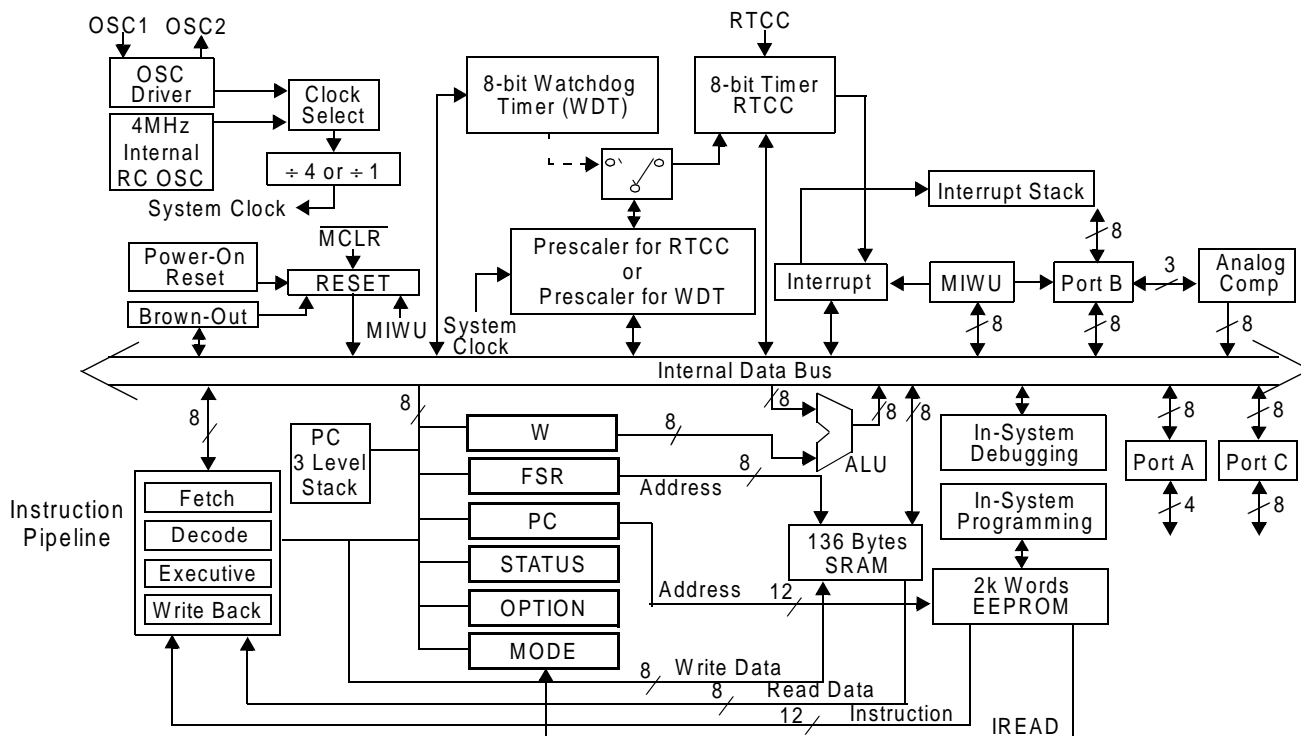 OSC1
OSC2
RTCC
OSC
Driver
4MHz
Internal
RC OSC
Clock
Select
÷ 4 or ÷ 1
System Clock
8-bit Watchdog
Timer (WDT)
8-bit Timer
RTCC
Interrupt Stack
8
MCLR
Power-On
Reset
RESET
Brown-Out
MIWU
System
Clock
Prescaler for RTCC
or
Prescaler for WDT
Interrupt
MIWU
Port B
3
Analog
Comp
8
8
8
Internal Data Bus
8
8
8
8
8
8
8
PC
3 Level
Stack
W
8
ALU
FSR
8
Address
PC
STATUS
OPTION
MODE
Instruction
Pipeline
Fetch
Decode
Executive
Write Back
In-System
Debugging
Port A
Port C
4
8
In-System
Programming
136 Bytes
SRAM
Address
12
2k Words
EEPROM
8
Write Data
8
Read Data
12
Instruction
IREAD